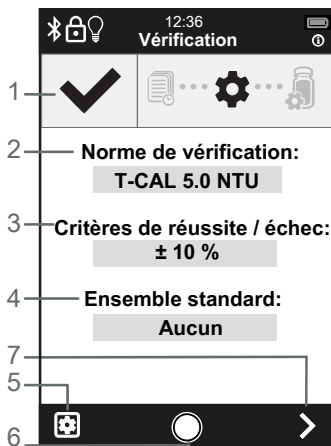 12:36
Vérification
1
2
Norme de vérification:
T-CAL 5.0 NTU
3
Critères de réussite / échec:
± 10 %
4
Ensemble standard:
Aucun
7
5
6